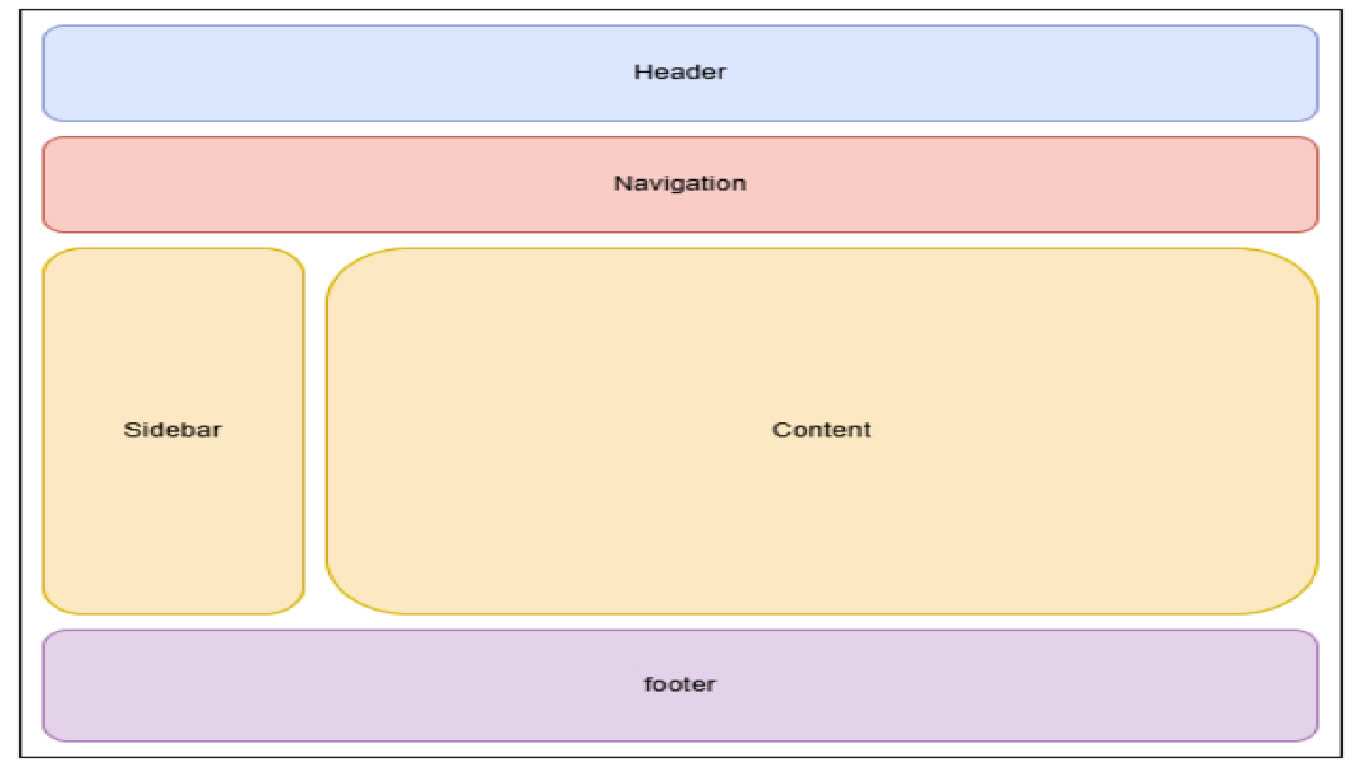 Header
Navigation
Sidebar
Content
footer